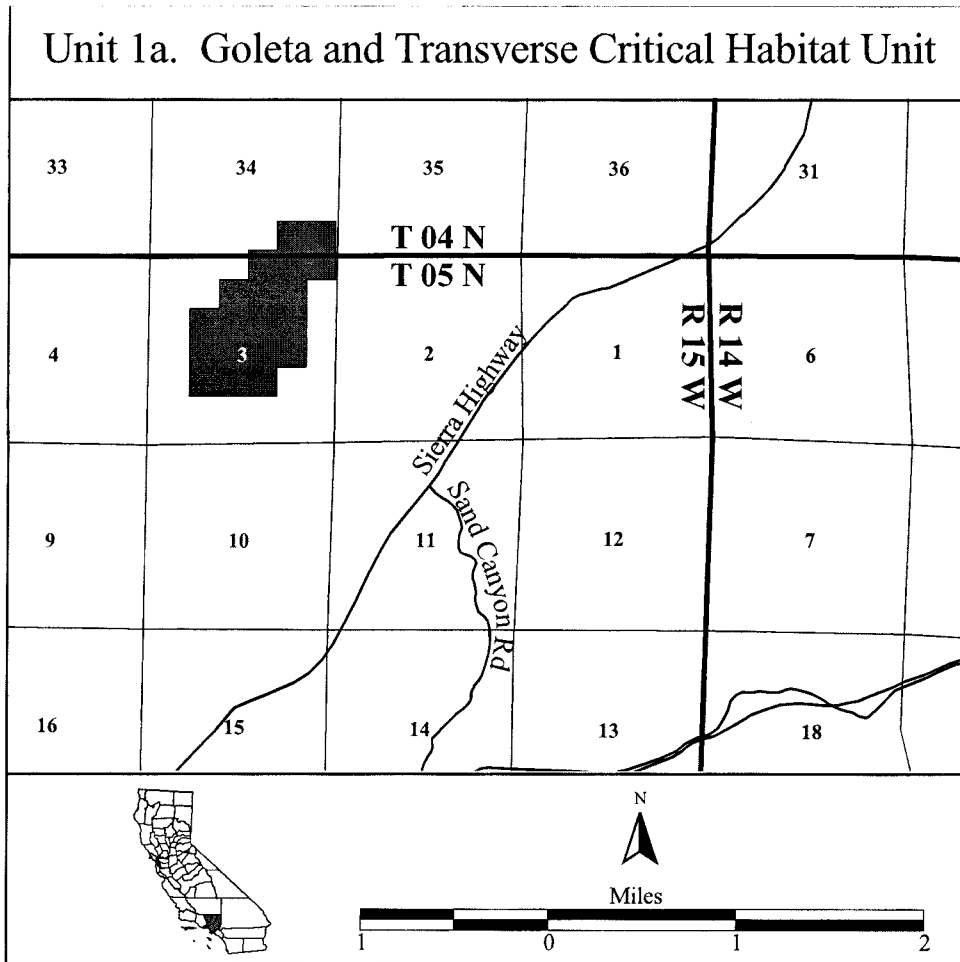 Unit 1a. Goleta and Transverse Critical Habitat Unit
33 34 35 36 31
T 04 N
T 05 N
R 14 W
R 15 W
4 3 2 1 6
Sierra Highway
Sand Canyon Rd
9 10 11 12 7
16 15 14 13 18
N
Miles
1 0 1 2